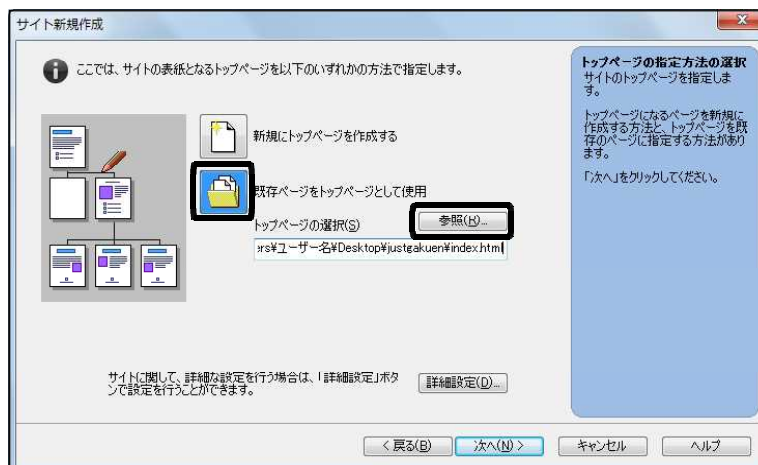 サイト新規作成
ここでは、サイトの表紙となるトップページを以下のいずれかの方法で指定します。
新規にトップページを作成する
既存ページをトップページとして使用
トップページの選択(S)
参照(R)...
ers¥ユーザー名¥Desktop¥justgakuen¥index.html
サイトに関して、詳細な設定を行う場合は、「詳細設定」ボタ
ンで設定を行うことができます。
詳細設定(D)...
トップページの指定方法の選択
サイトのトップページを指定しま
す。
トップページになるページを新規に
作成する方法と、トップページを既
存のページに指定する方法があり
ます。
「次へ」をクリックしてください。
< 戻る(B)
次へ(N) >
キャンセル
ヘルプ